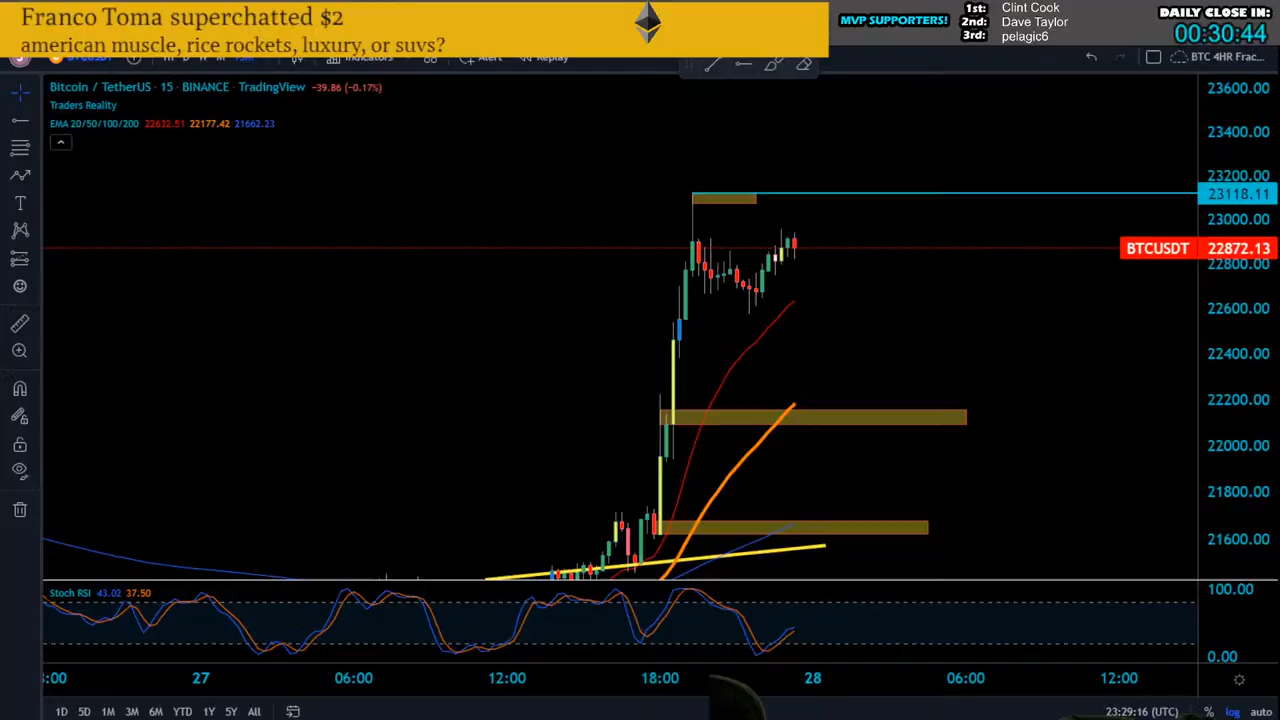 Franco Toma superchatted $2
american muscle, rice rockets, luxury, or suvs?
MVP SUPPORTERS!
1st: Clint Cook
2nd: Dave Taylor
3rd: pelagic6
DAILY CLOSE IN:
00:30:44
Indicators
Alert
Replay
BTC 4HR Frac...
Bitcoin / TetherUS · 15 · BINANCE · TradingView −39.86 (−0.17%)
Traders Reality
EMA 20/50/100/200 22632.51 22177.42 21662.23
23600.00
23400.00
23200.00
23118.11
23000.00
BTCUSDT 22872.13
22800.00
22600.00
22400.00
22200.00
22000.00
21800.00
21600.00
Stoch RSI 43.02 37.50
100.00
0.00
27 06:00 12:00 18:00 28 06:00 12:00
1D 5D 1M 3M 6M YTD 1Y 5Y All
23:29:16 (UTC) % log auto